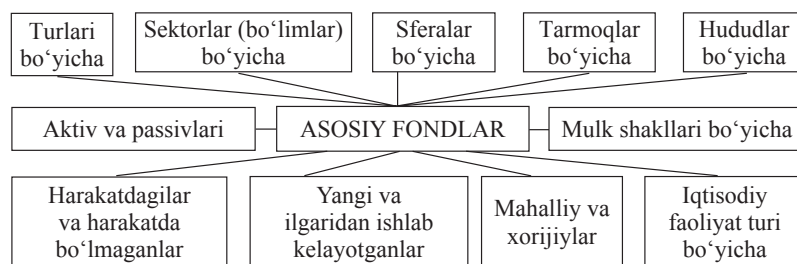 Turlari
bo‘yicha
Sektorlar (bo‘limlar)
bo‘yicha
Sferalar
bo‘yicha
Tarmoqlar
bo‘yicha
Hududlar
bo‘yicha
Aktiv va passivlari
ASOSIY FONDLAR
Mulk shakllari bo‘yicha
Harakatdagilar
va harakatda
bo‘lmaganlar
Yangi va
ilgaridan ishlab
kelayotganlar
Mahalliy va
xorijiylar
Iqtisodiy
faoliyat turi
bo‘yicha